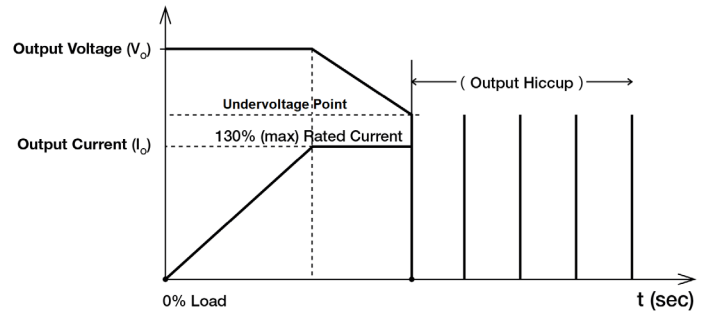 Output Voltage (Vo)
( Output Hiccup )
Undervoltage Point
130% (max) Rated Current
Output Current (Io)
0% Load
t (sec)